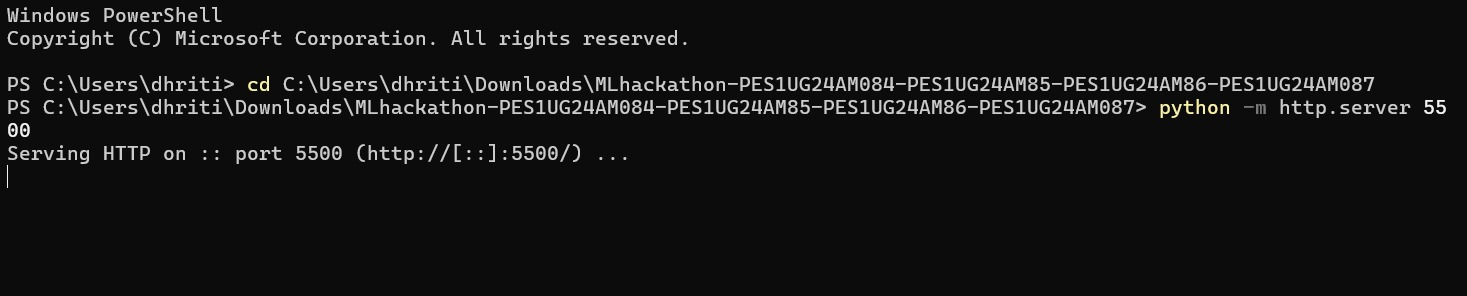 Windows PowerShell
Copyright (C) Microsoft Corporation. All rights reserved.
PS C:\Users\dhriti> cd C:\Users\dhriti\Downloads\MLhackathon-PES1UG24AM084-PES1UG24AM85-PES1UG24AM86-PES1UG24AM087
PS C:\Users\dhriti\Downloads\MLhackathon-PES1UG24AM084-PES1UG24AM85-PES1UG24AM86-PES1UG24AM087> python -m http.server 55
00
Serving HTTP on :: port 5500 (http://[::]:5500/) ...